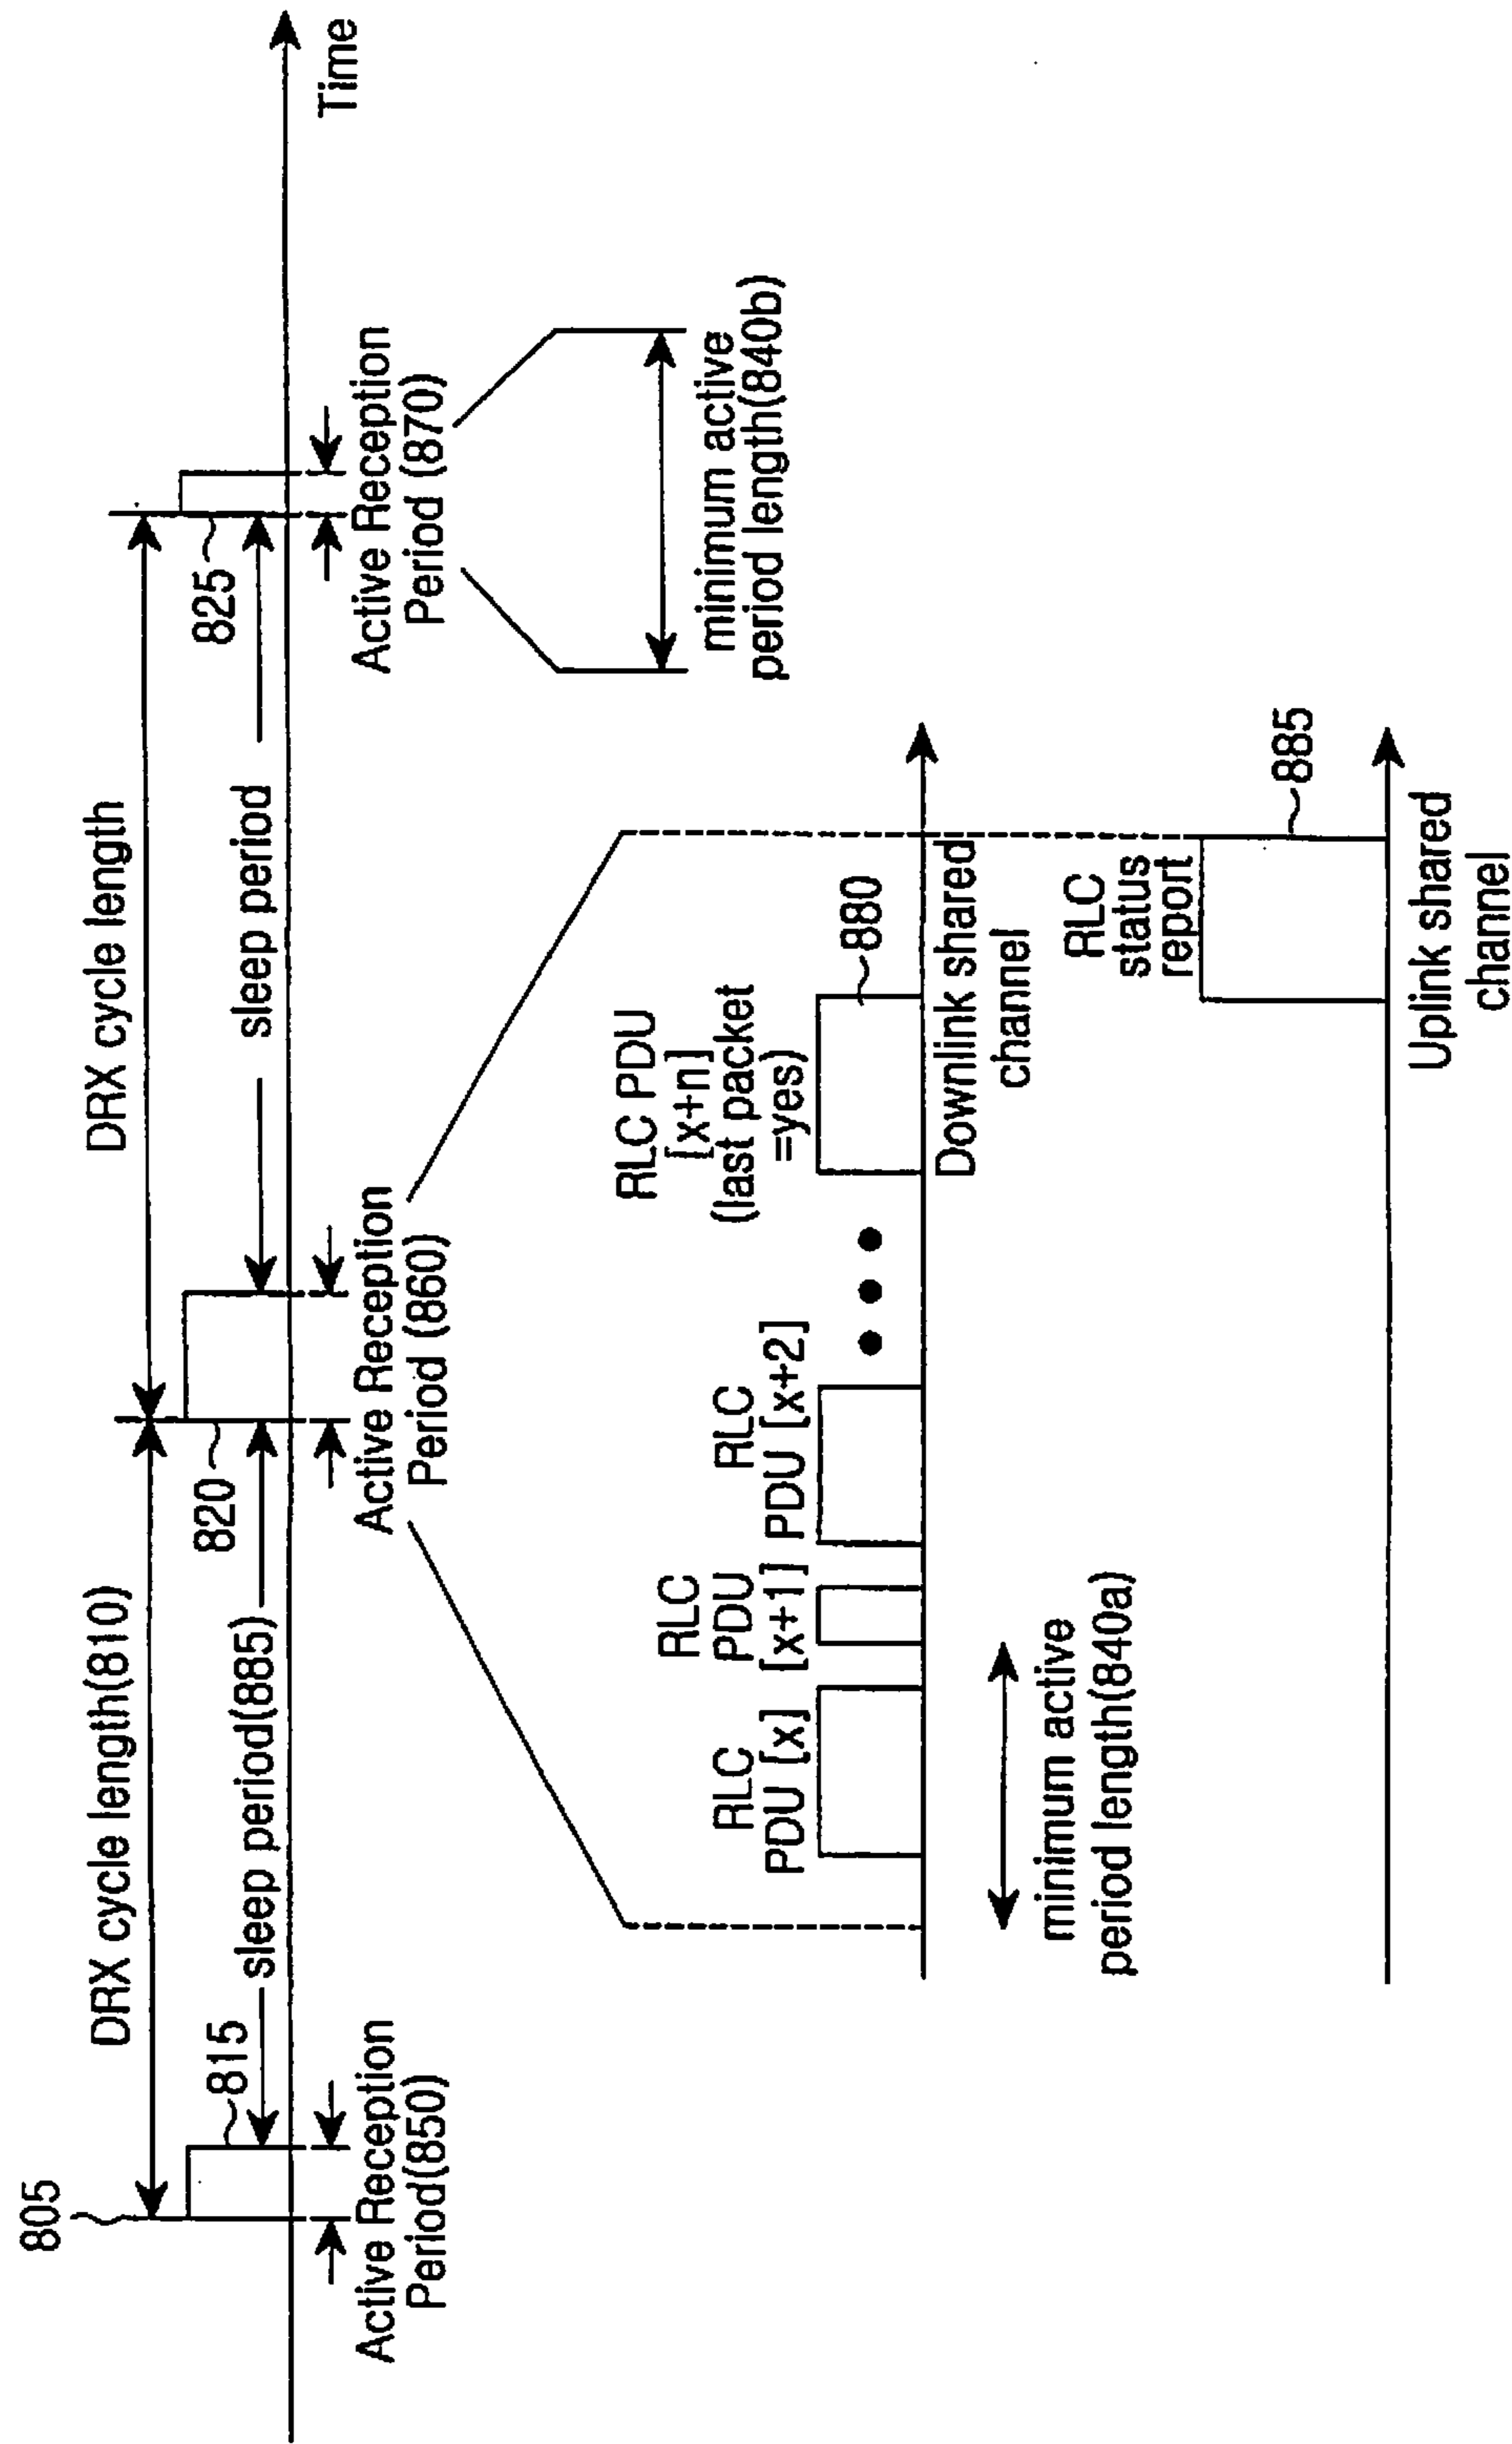 805
DRX cycle length(810)
DRX cycle length
815
820
825
sleep period(885)
sleep period
Time
Active Reception
Period(850)
Active Reception
Period (860)
Active Reception
Period (870)
minimum active
period length(840b)
RLC
PDU [x]
RLC
PDU
[x+1]
RLC
PDU [x+2]
RLC PDU
[x+n]
(last packet
=yes)
880
Downlink shared
channel
minimum active
period length(840a)
RLC
status
report
885
Uplink shared
channel